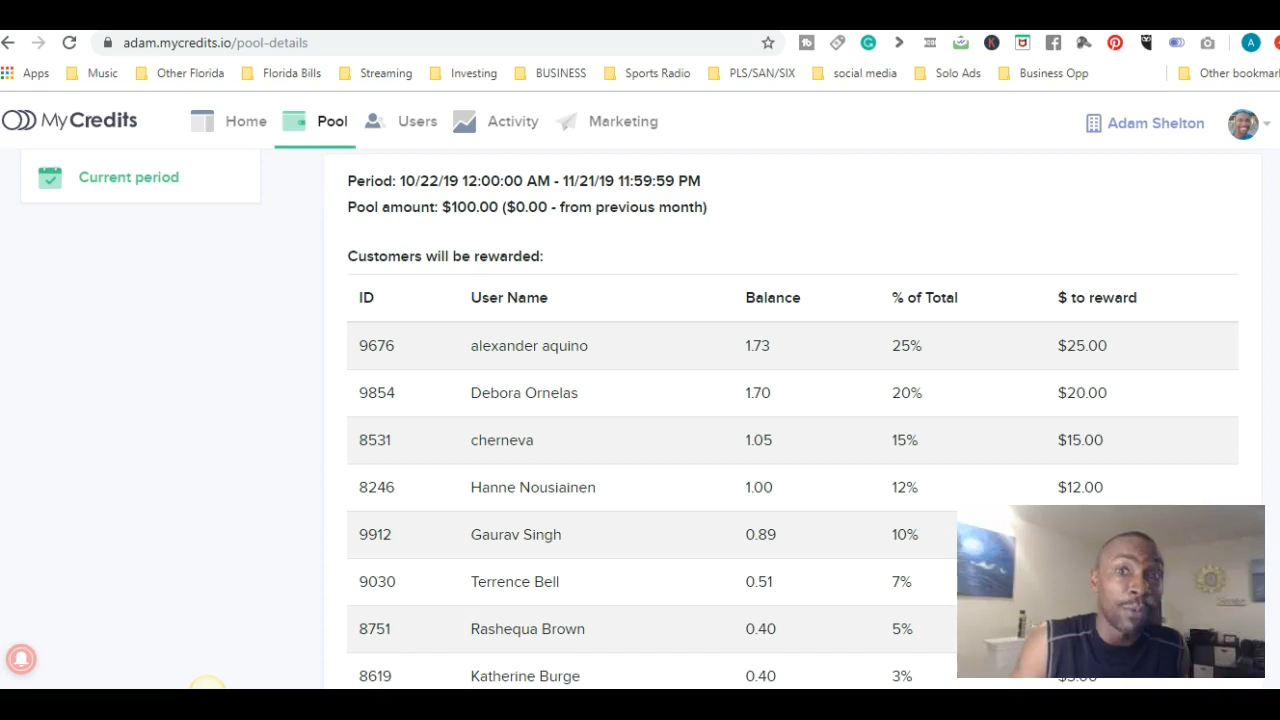 adam.mycredits.io/pool-details
Apps Music Other Florida Florida Bills Streaming Investing BUSINESS Sports Radio PLS/SAN/SIX social media Solo Ads Business Opp Other bookmar
MyCredits Home Pool Users Activity Marketing Adam Shelton
Current period
Period: 10/22/19 12:00:00 AM - 11/21/19 11:59:59 PM
Pool amount: $100.00 ($0.00 - from previous month)
Customers will be rewarded:
ID User Name Balance % of Total $ to reward
9676 alexander aquino 1.73 25% $25.00
9854 Debora Ornelas 1.70 20% $20.00
8531 cherneva 1.05 15% $15.00
8246 Hanne Nousiainen 1.00 12% $12.00
9912 Gaurav Singh 0.89 10%
9030 Terrence Bell 0.51 7%
8751 Rashequa Brown 0.40 5%
8619 Katherine Burge 0.40 3%